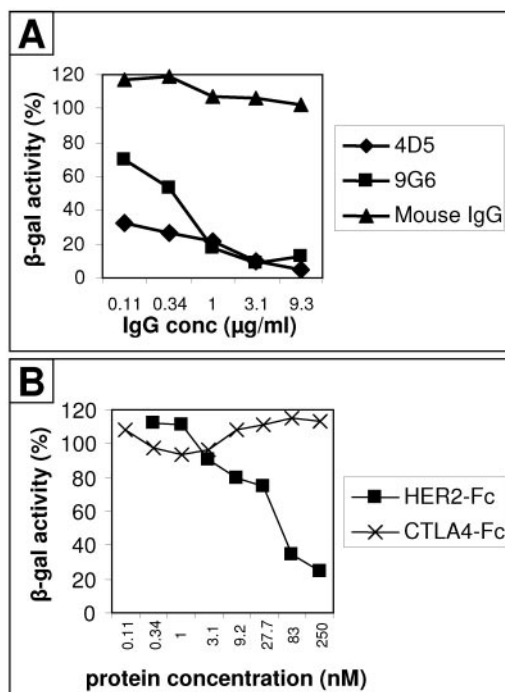 A
120
100
80
60
40
20
0
β-gal activity (%)
0.11 0.34 1 3.1 9.3
IgG conc (µg/ml)
4D5
9G6
Mouse IgG
B
120
100
80
60
40
20
0
β-gal activity (%)
0.11 0.34 1 3.1 9.2 27.7 83 250
protein concentration (nM)
HER2-Fc
CTLA4-Fc